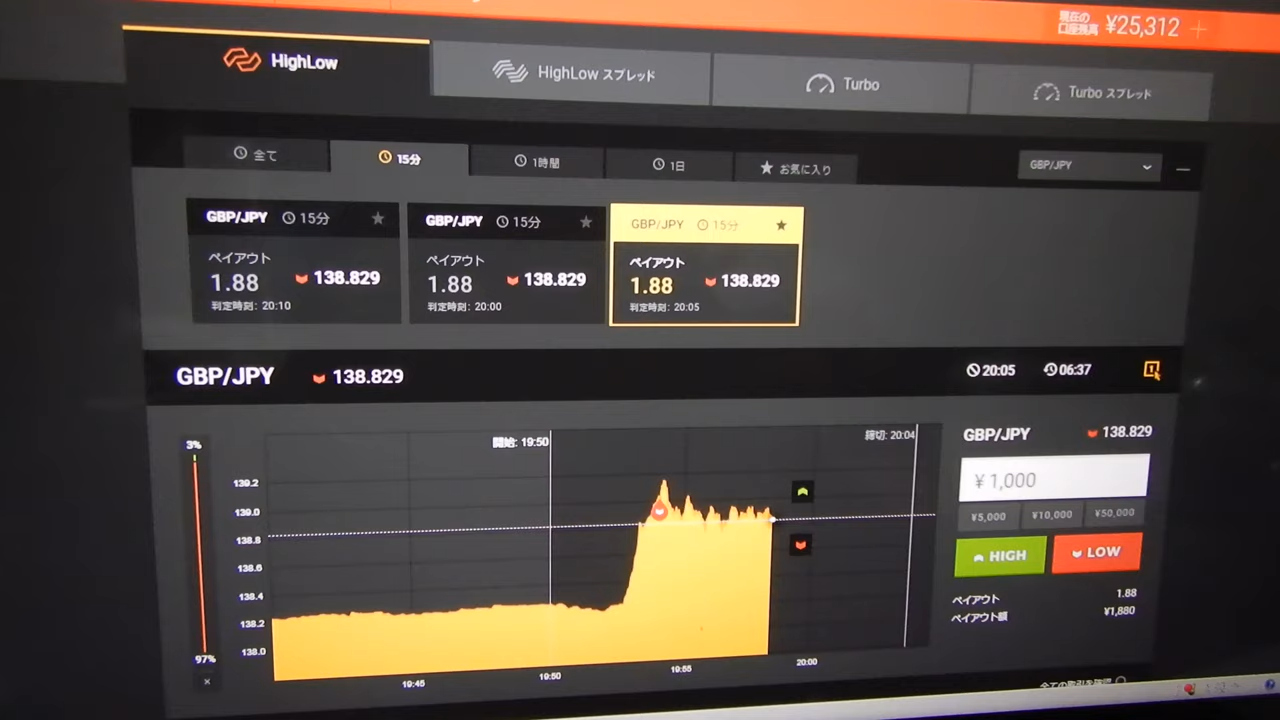 現在の
口座残高 ¥25,312
HighLow
HighLow スプレッド
Turbo
Turbo スプレッド
全て
15分
1時間
1日
お気に入り
GBP/JPY
GBP/JPY 15分
ペイアウト
1.88 138.829
判定時刻: 20:10
GBP/JPY 15分
ペイアウト
1.88 138.829
判定時刻: 20:00
GBP/JPY 15分
ペイアウト
1.88 138.829
判定時刻: 20:05
GBP/JPY 138.829
20:05 06:37
3%
97%
開始: 19:50
締切: 20:04
139.2
139.0
138.8
138.6
138.4
138.2
138.0
19:45
19:50
19:55
20:00
GBP/JPY 138.829
¥ 1,000
¥5,000 ¥10,000 ¥50,000
HIGH LOW
ペイアウト 1.88
ペイアウト額 ¥1,880
全ての取引を確認